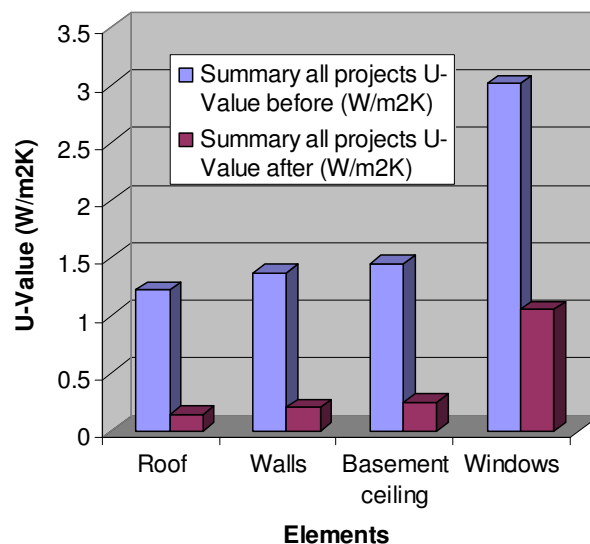 3.5
3
2.5
2
1.5
1
0.5
0
U-Value (W/m2K)
Summary all projects U-
Value before (W/m2K)
Summary all projects U-
Value after (W/m2K)
Roof
Walls
Basement
ceiling
Windows
Elements